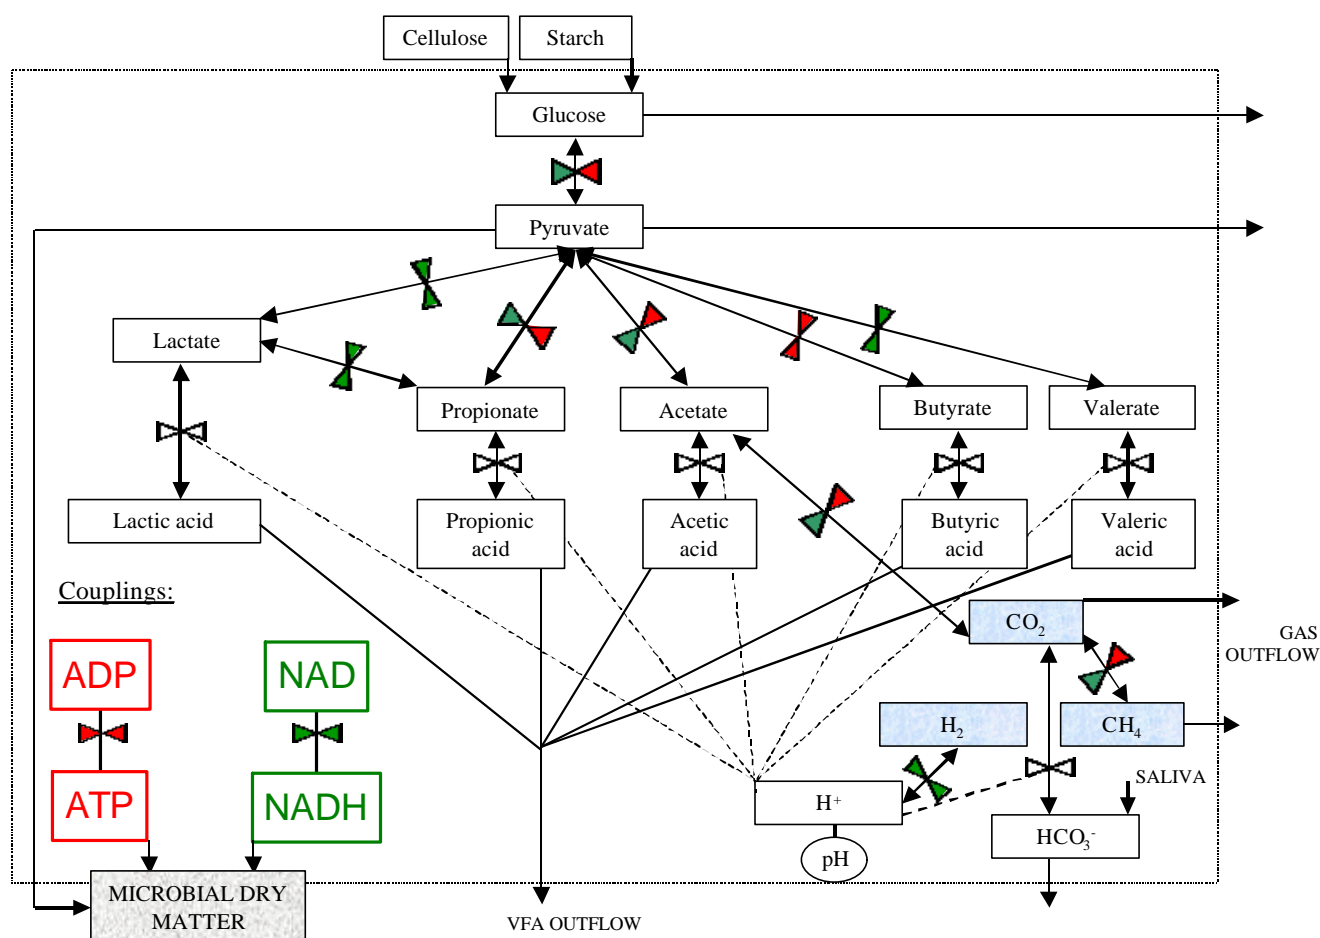 Cellulose
Starch
Glucose
Pyruvate
Lactate
Propionate
Acetate
Butyrate
Valerate
Lactic acid
Propionic
acid
Acetic
acid
Butyric
acid
Valeric
acid
Couplings:
CO₂
GAS
OUTFLOW
ADP
NAD
H₂
CH₄
SALIVA
ATP
NADH
H⁺
HCO₃⁻
pH
MICROBIAL DRY
MATTER
VFA OUTFLOW